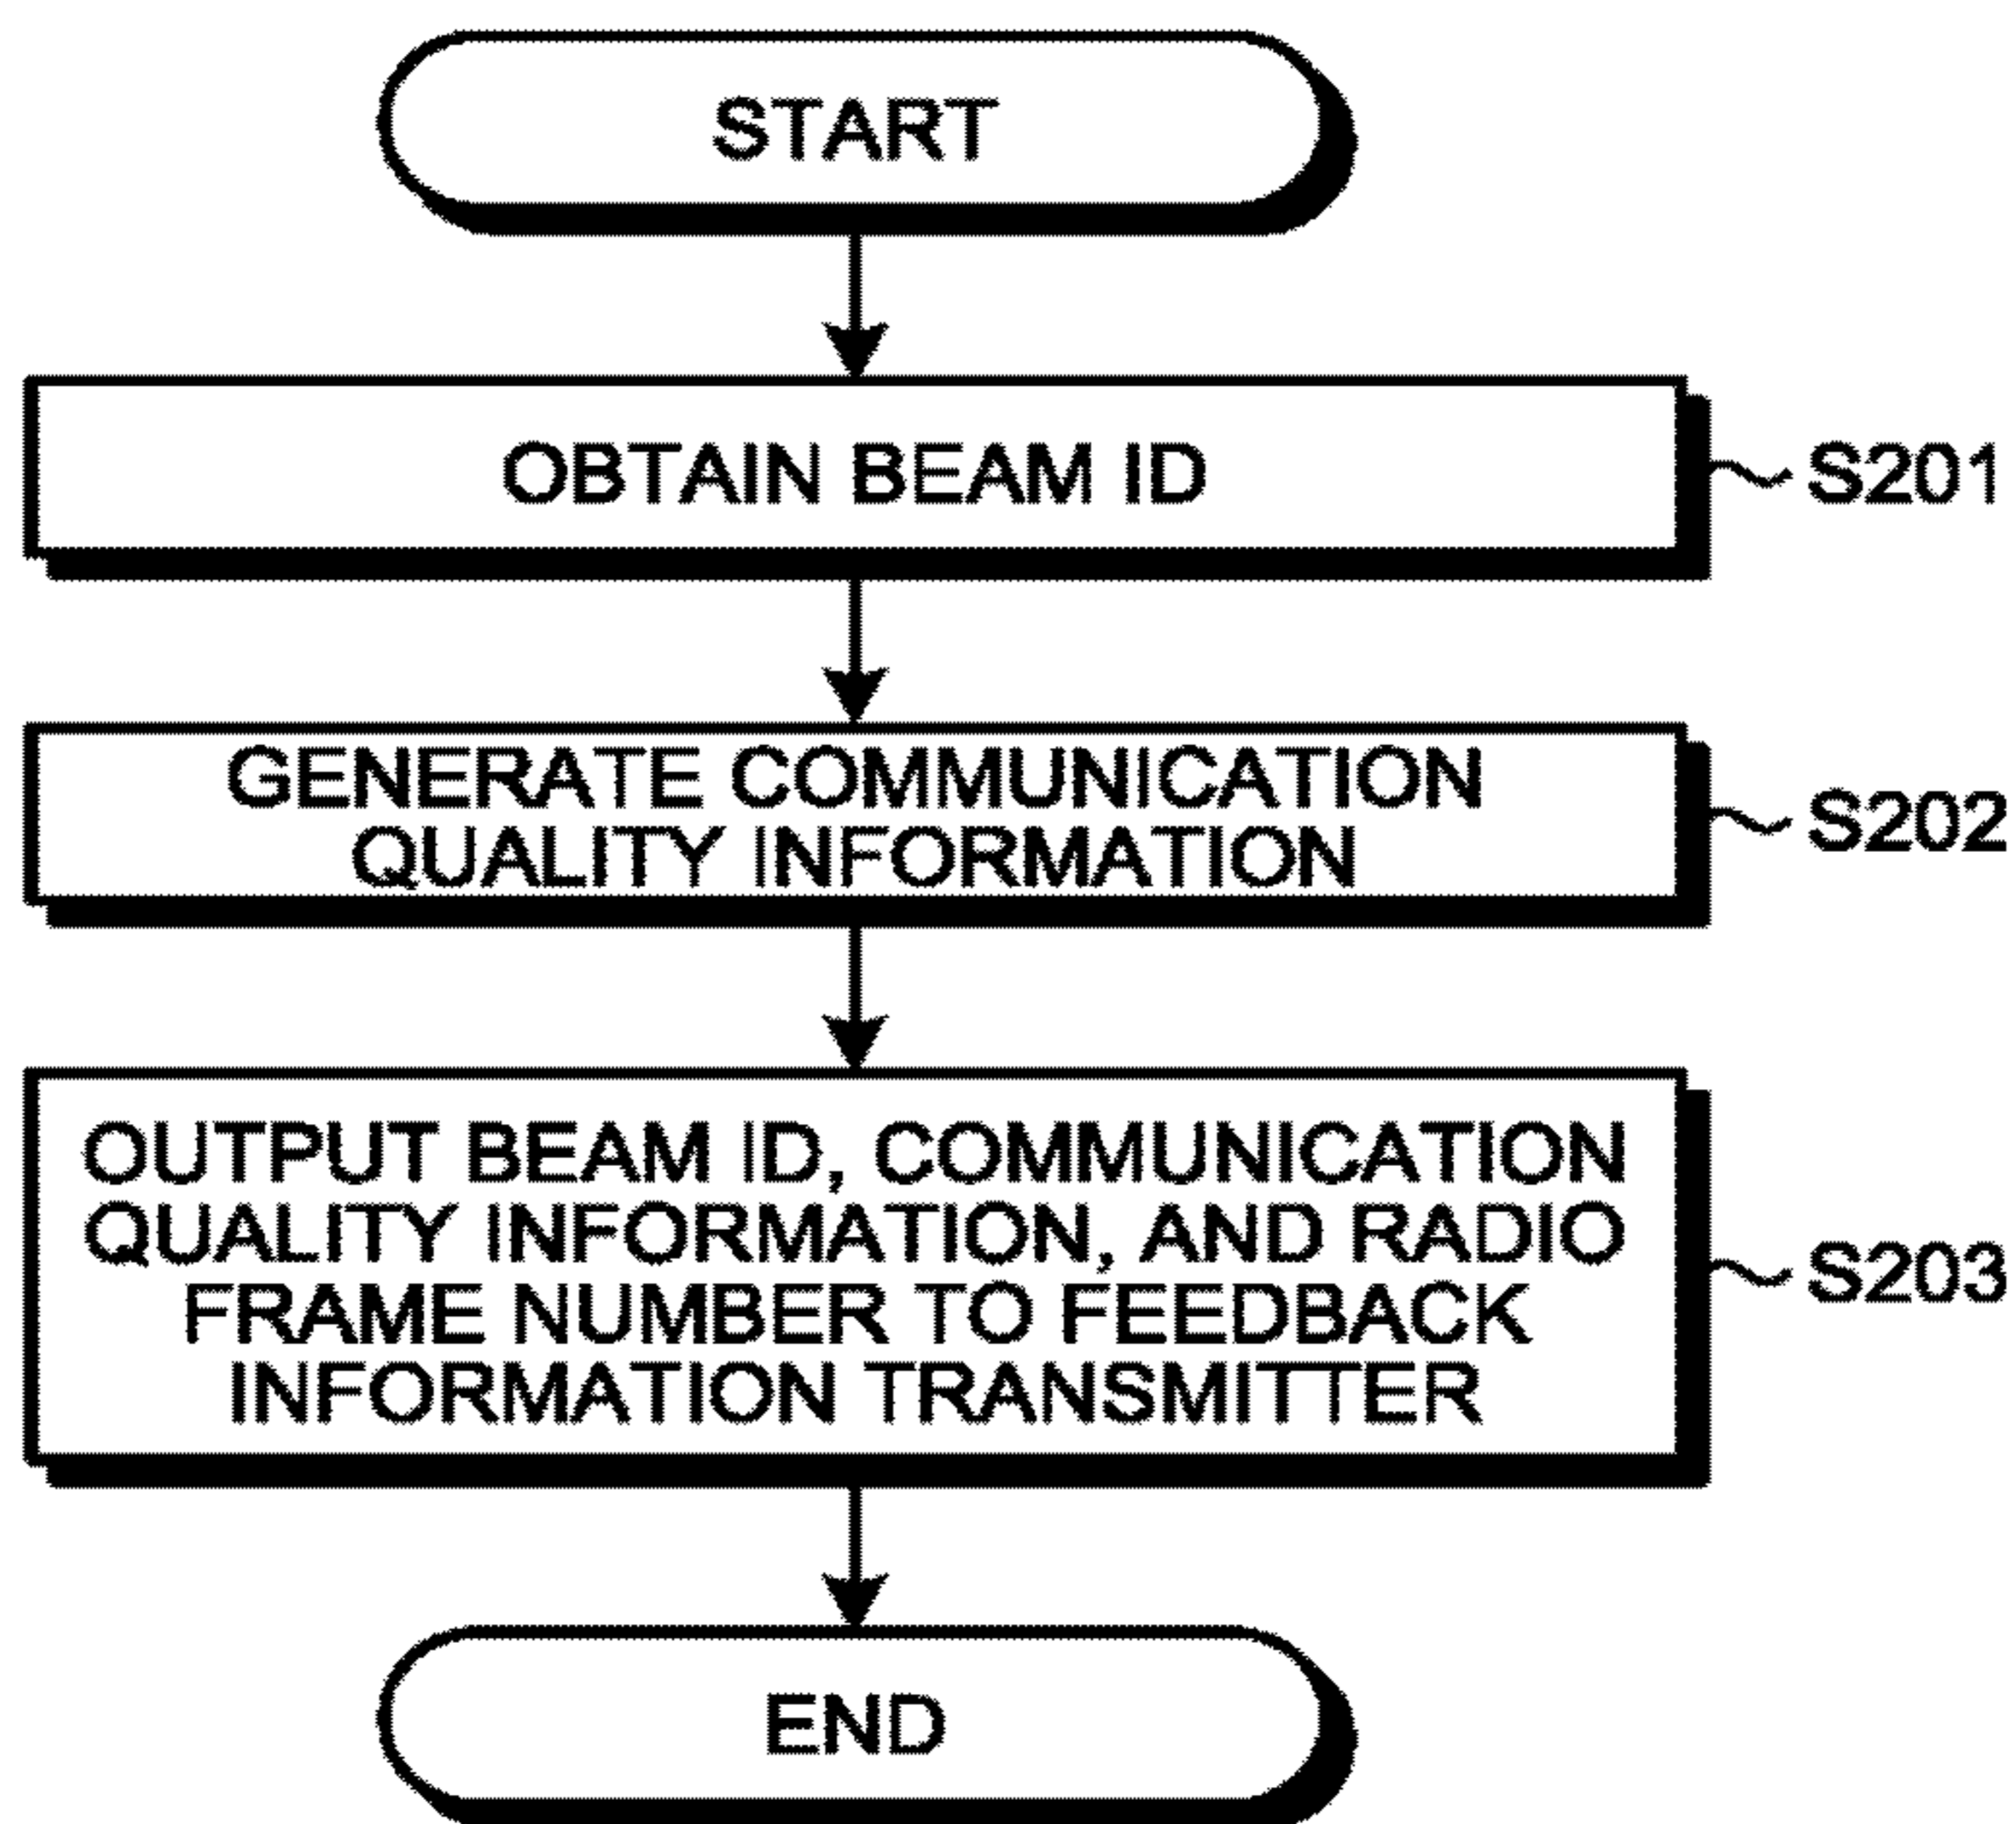 START
OBTAIN BEAM ID
S201
GENERATE COMMUNICATION
QUALITY INFORMATION
S202
OUTPUT BEAM ID, COMMUNICATION
QUALITY INFORMATION, AND RADIO
FRAME NUMBER TO FEEDBACK
INFORMATION TRANSMITTER
S203
END